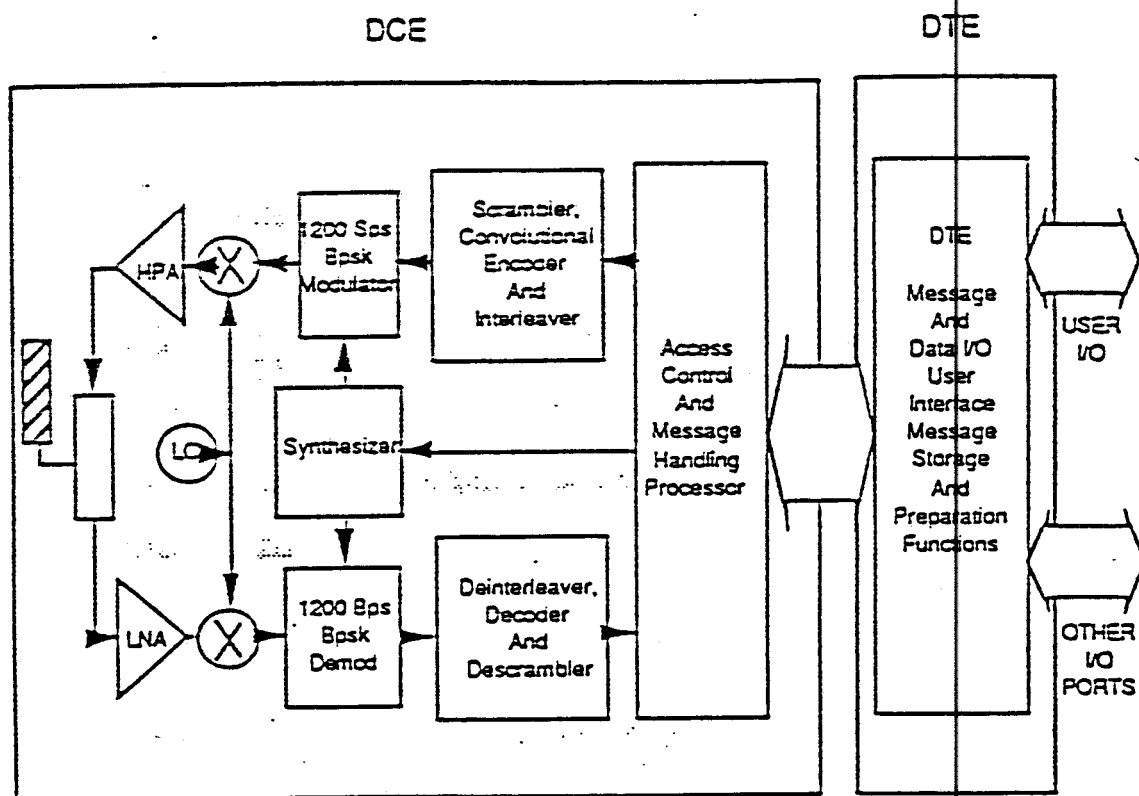 DCE
DTE
HPA
1200 Sps
Bpsk
Modulator
Scrambler,
Convolutional
Encoder
And
Interleaver
LO
Synthesizer
LNA
1200 Bps
Bpsk
Demod
Deinterleaver,
Decoder
And
Descrambler
Access
Control
And
Message
Handling
Processor
DTE
Message
And
Data I/O
User
Interface
Message
Storage
And
Preparation
Functions
USER
I/O
OTHER
I/O
PORTS